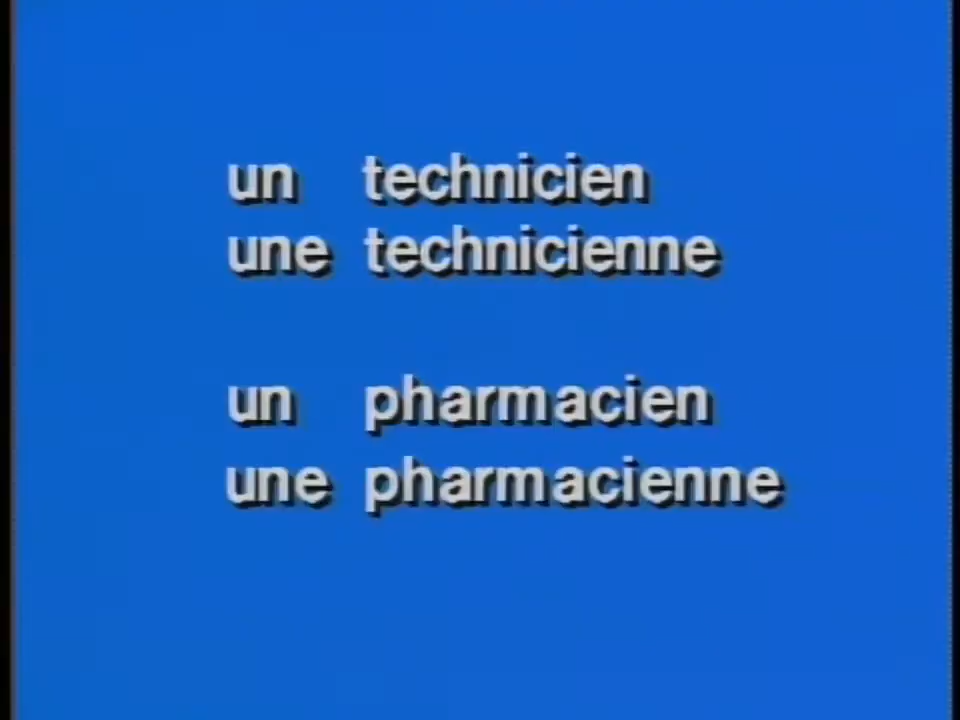 un technicien
une technicienne
un pharmacien
une pharmacienne